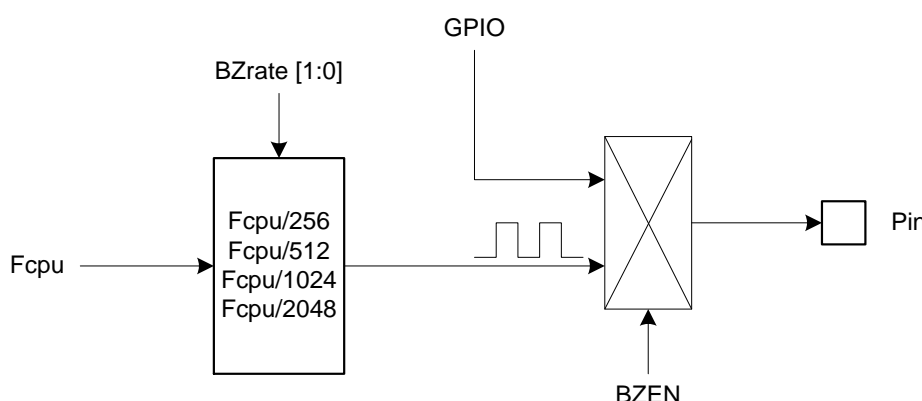 GPIO
BZrate [1:0]
Fcpu/256
Fcpu/512
Fcpu/1024
Fcpu/2048
Fcpu
Pin
BZEN